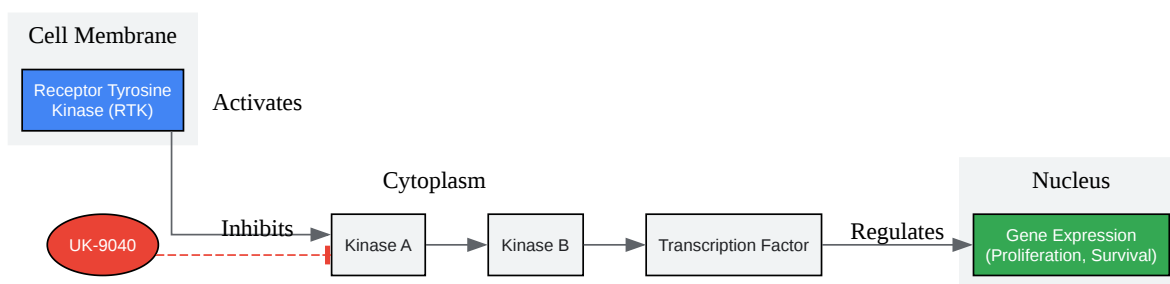 Cell Membrane
Receptor Tyrosine
Kinase (RTK)
Activates
Cytoplasm
Nucleus
Inhibits
UK-9040
Kinase A
Kinase B
Transcription Factor
Regulates
Gene Expression
(Proliferation, Survival)